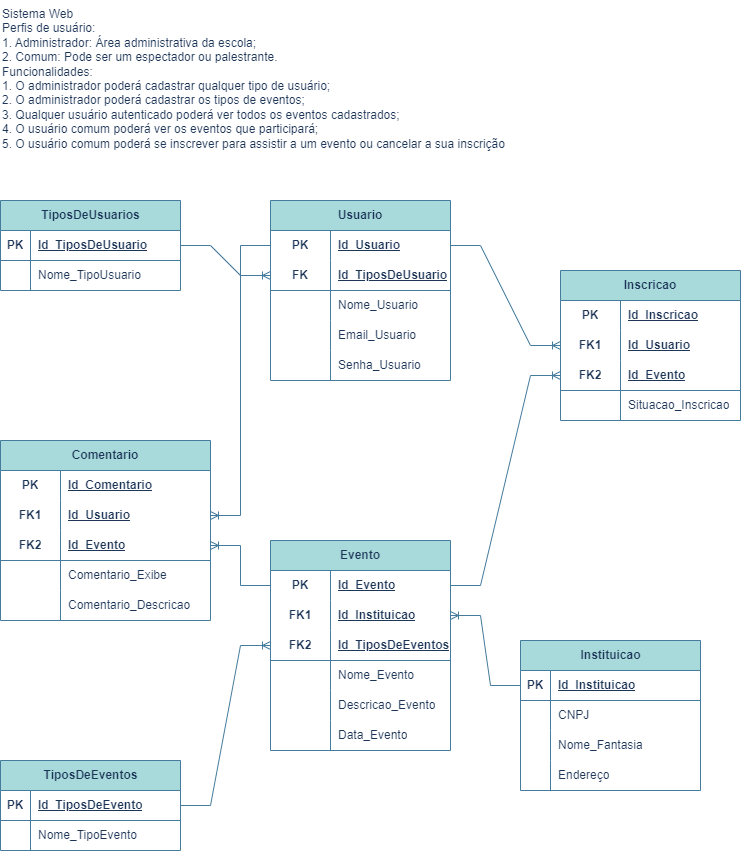 Sistema Web
Perfis de usuário:
1. Administrador: Área administrativa da escola;
2. Comum: Pode ser um espectador ou palestrante.
Funcionalidades:
1. O administrador poderá cadastrar qualquer tipo de usuário;
2. O administrador poderá cadastrar os tipos de eventos;
3. Qualquer usuário autenticado poderá ver todos os eventos cadastrados;
4. O usuário comum poderá ver os eventos que participará;
5. O usuário comum poderá se inscrever para assistir a um evento ou cancelar a sua inscrição
TiposDeUsuarios
PK Id_TiposDeUsuario
Nome_TipoUsuario
Usuario
PK Id_Usuario
FK Id_TiposDeUsuario
Nome_Usuario
Email_Usuario
Senha_Usuario
Inscricao
PK Id_Inscricao
FK1 Id_Usuario
FK2 Id_Evento
Situacao_Inscricao
Comentario
PK Id_Comentario
FK1 Id_Usuario
FK2 Id_Evento
Comentario_Exibe
Comentario_Descricao
Evento
PK Id_Evento
FK1 Id_Instituicao
FK2 Id_TiposDeEventos
Nome_Evento
Descricao_Evento
Data_Evento
Instituicao
PK Id_Instituicao
CNPJ
Nome_Fantasia
Endereço
TiposDeEventos
PK Id_TiposDeEvento
Nome_TipoEvento